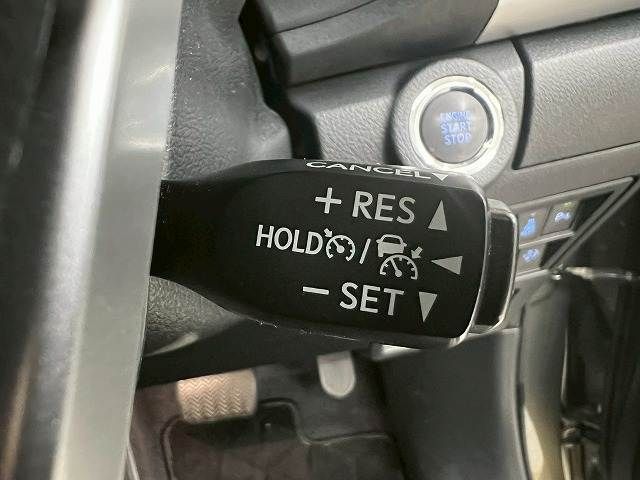 ENGINE
START
STOP
CANCEL
+ RES
HOLD /
− SET